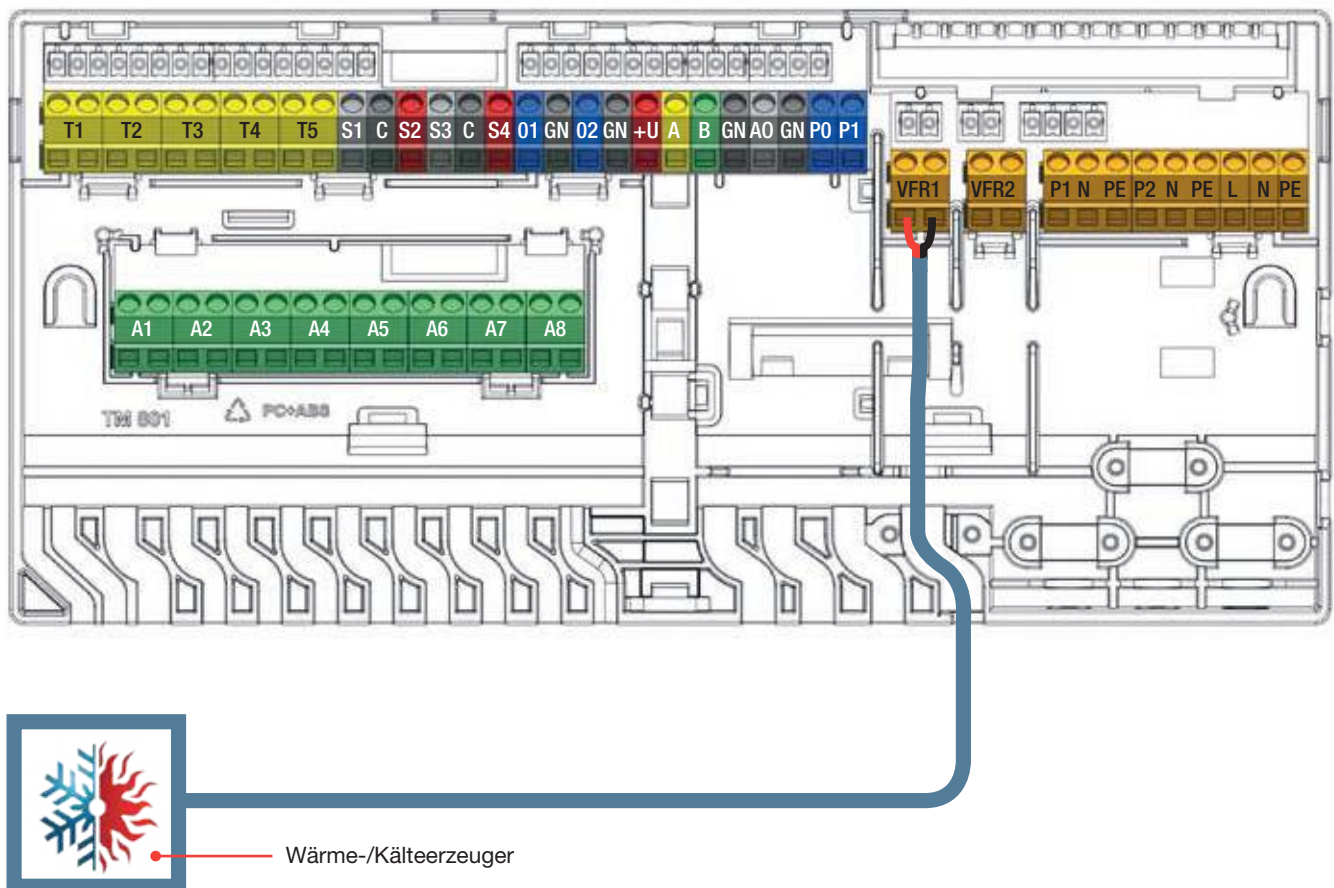 T1 T2 T3 T4 T5 S1 C S2 S3 C S4 01 GN 02 GN +U A B GN AO GN P0 P1
VFR1 VFR2 P1 N PE P2 N PE L N PE
A1 A2 A3 A4 A5 A6 A7 A8
TM 801 PC+ABS
Wärme-/Kälteerzeuger